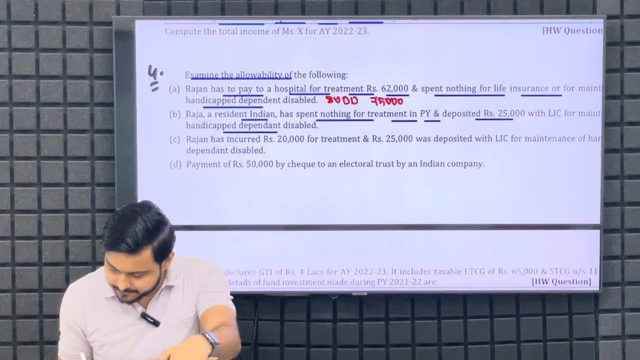 Compute the total income of Ms. X for AY 2022-23. [HW Question
4. Examine the allowability of the following:
(a) Rajan has to pay to a hospital for treatment Rs. 62,000 & spent nothing for life insurance or for maint
handicapped dependent disabled. 80DD 75000
(b) Raja, a resident Indian, has spent nothing for treatment in PY & deposited Rs. 25,000 with LIC for maint
handicapped dependant disabled.
(c) Rajan has incurred Rs. 20,000 for treatment & Rs. 25,000 was deposited with LIC for maintenance of har
dependant disabled.
(d) Payment of Rs. 50,000 by cheque to an electoral trust by an Indian company.
declares GTI of Rs. 4 Lacs for AY 2022-23. It includes taxable LTCG of Rs. 65,000 & STCG u/s 11
details of fund investment made during PY 2021-22 are: [HW Question]